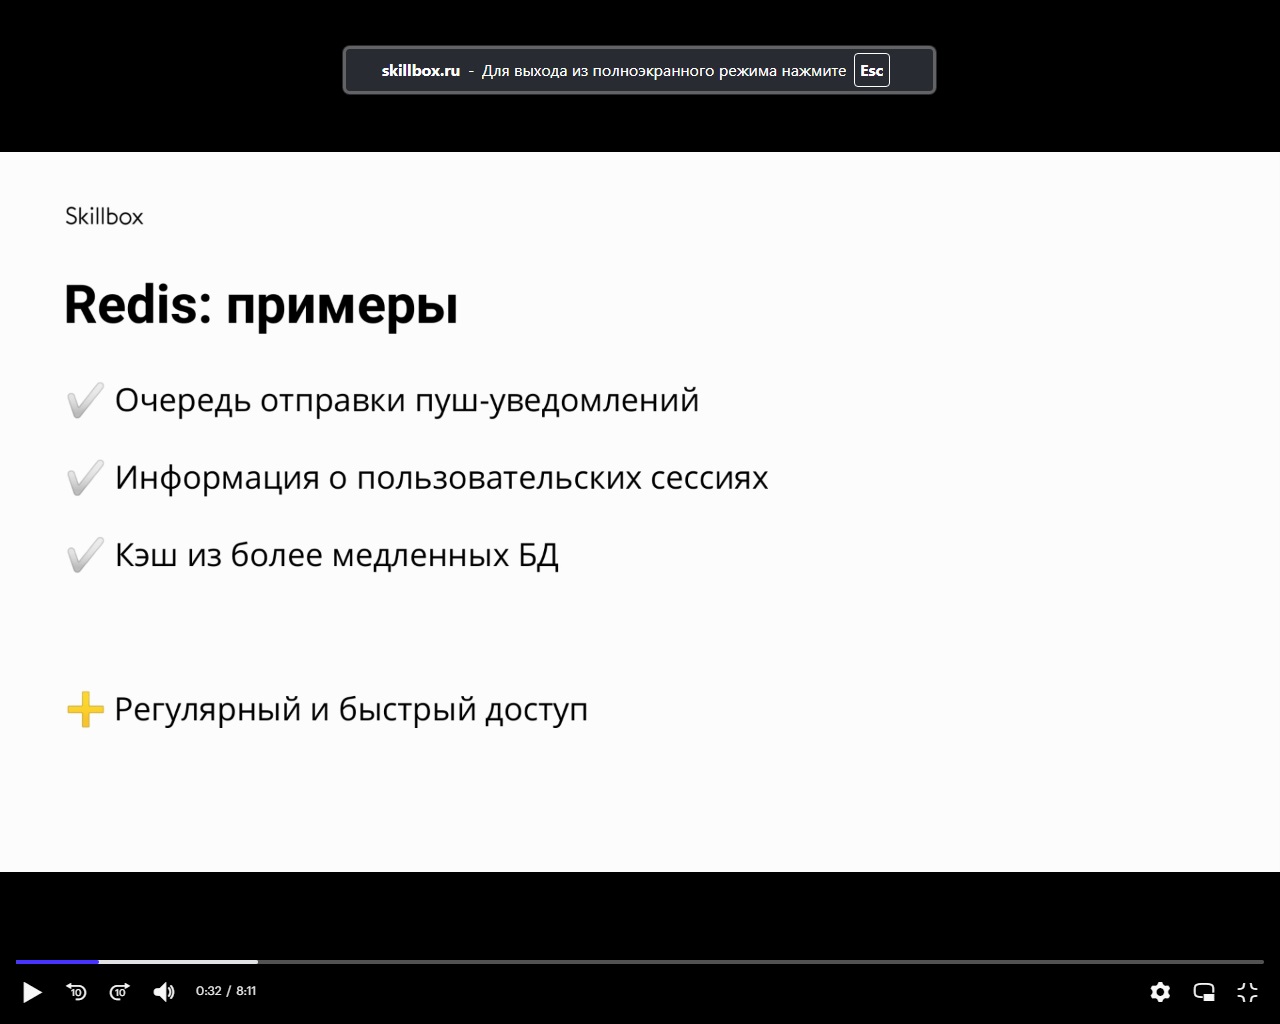 skillbox.ru - Для выхода из полноэкранного режима нажмите Esc
Skillbox
Redis: примеры
Очередь отправки пуш-уведомлений
Информация о пользовательских сессиях
Кэш из более медленных БД
Регулярный и быстрый доступ
10 10 0:32 / 8:11